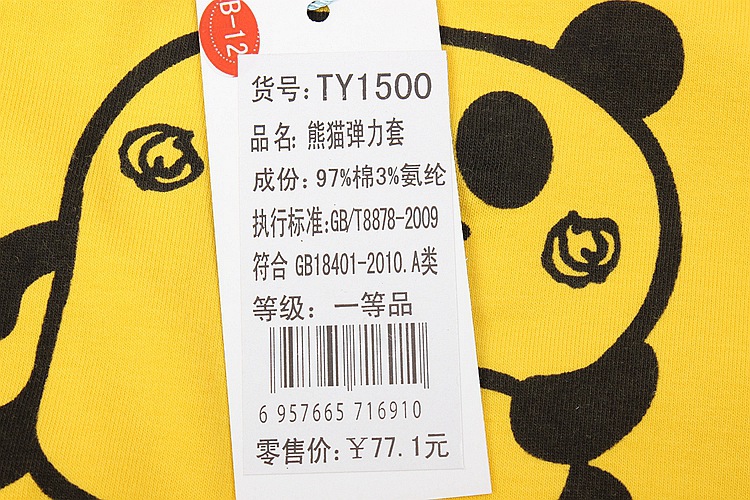 B-12
货号:TY1500
品名:熊猫弹力套
成份:97%棉3%氨纶
执行标准:GB/T8878-2009
符合 GB18401-2010.A类
等级：一等品
6 957665 716910
零售价:￥77.1元